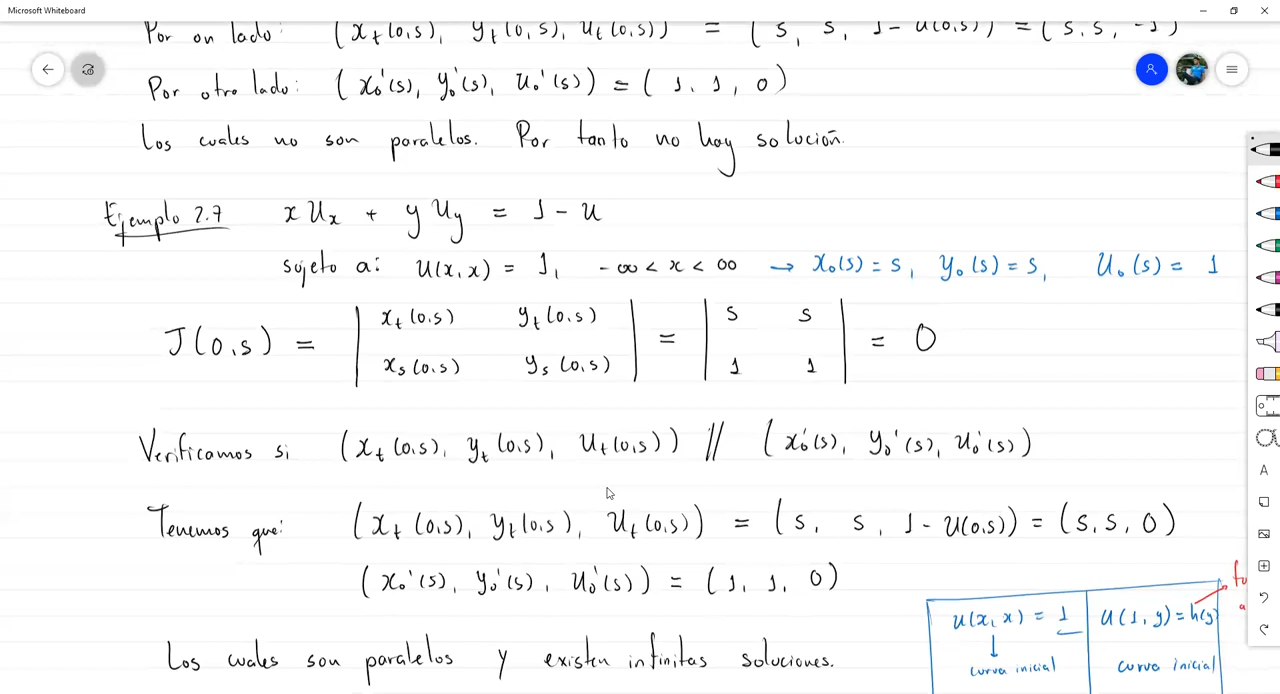 Microsoft Whiteboard
Por un lado: (x_t(0,s), y_t(0,s), u_t(0,s)) = (s, s, 1-u(0,s)) = (s, s, -1)
Por otro lado: (x_0'(s), y_0'(s), u_0'(s)) = (1, 1, 0)
Los cuales no son paralelos. Por tanto no hay solución.
Ejemplo 2.7 x u_x + y u_y = 1 - u
sujeto a: u(x,x) = 1, -∞ < x < ∞ → x_0(s) = s, y_0(s) = s, u_0(s) = 1
J(0,s) = | x_t(0,s) y_t(0,s) | = | s s | = 0
| x_s(0,s) y_s(0,s) | | 1 1 |
Verificamos si (x_t(0,s), y_t(0,s), u_t(0,s)) // (x_0'(s), y_0'(s), u_0'(s))
Tenemos que: (x_t(0,s), y_t(0,s), u_t(0,s)) = (s, s, 1-u(0,s)) = (s, s, 0)
(x_0'(s), y_0'(s), u_0'(s)) = (1, 1, 0)
Los cuales son paralelos y existen infinitas soluciones.
u(x,x) = 1
↓
curva inicial
u(1,y) = h(y)
curva inicial
A